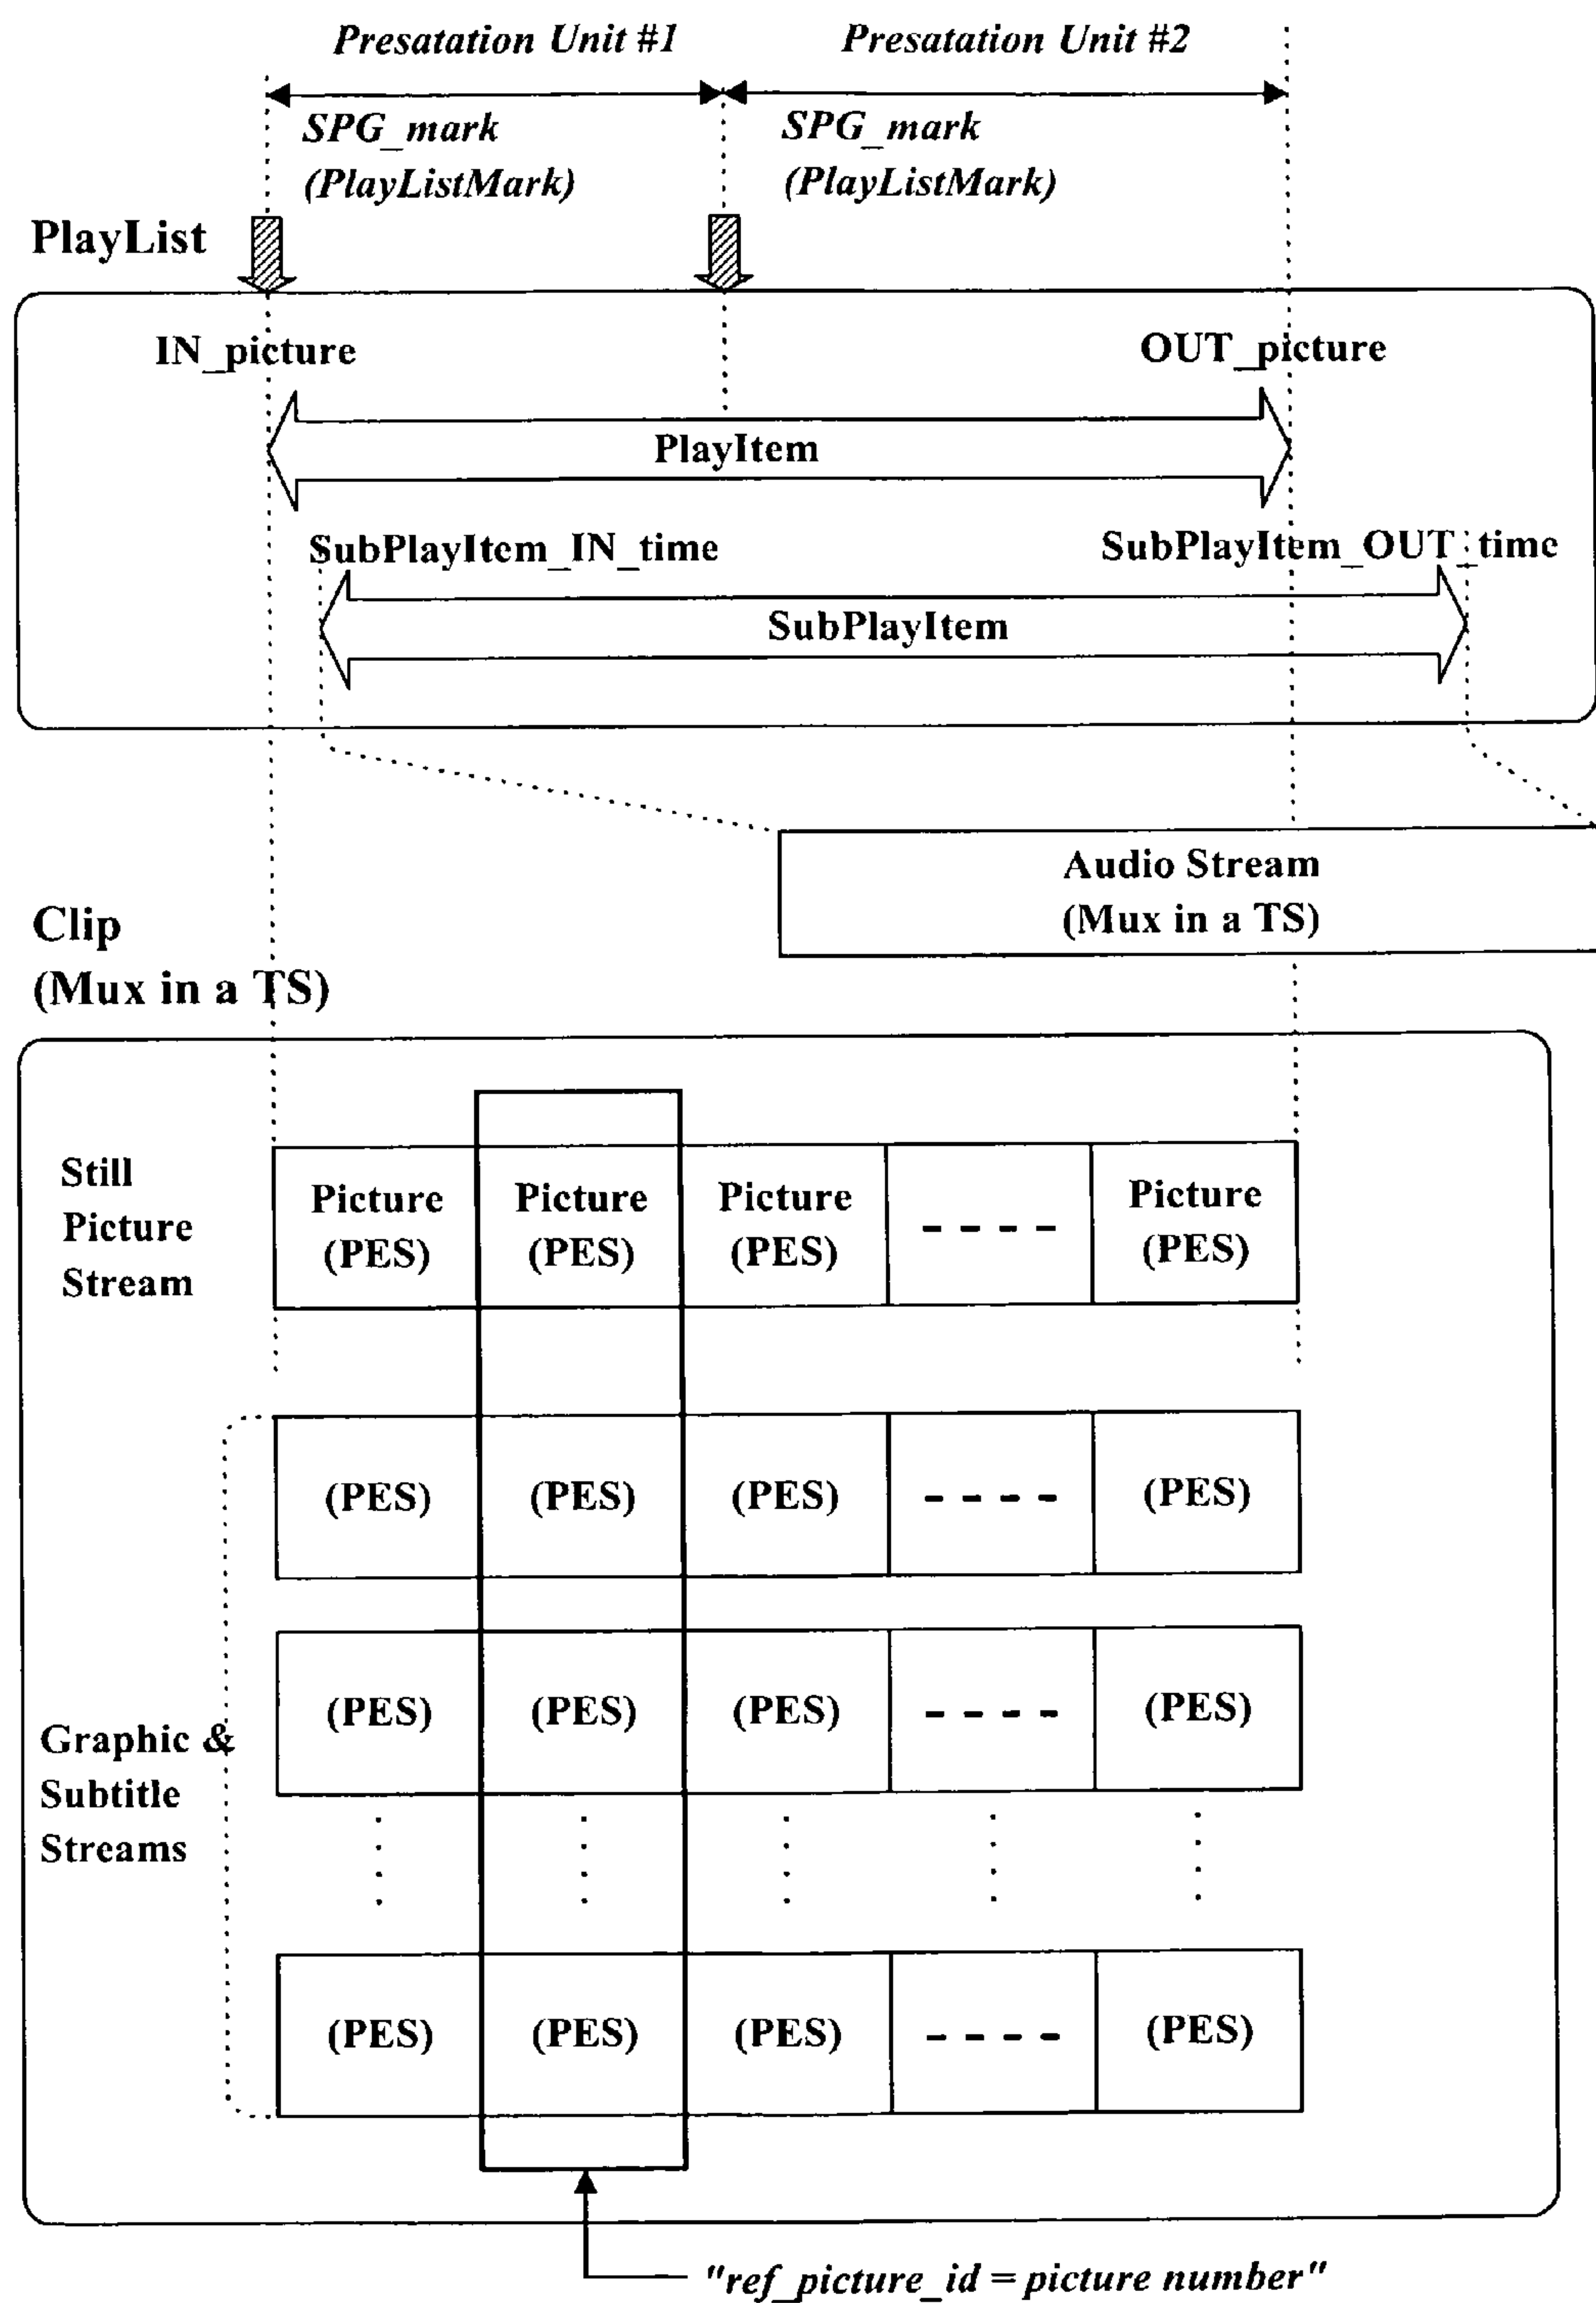 Presatation Unit #1 Presatation Unit #2
SPG_mark SPG_mark
(PlayListMark) (PlayListMark)
PlayList
IN_picture OUT_picture
PlayItem
SubPlayItem_IN_time SubPlayItem_OUT_time
SubPlayItem
Audio Stream
(Mux in a TS)
Clip
(Mux in a TS)
Still
Picture
Stream
Picture Picture Picture - - - - Picture
(PES) (PES) (PES) (PES)
(PES) (PES) (PES) - - - - (PES)
(PES) (PES) (PES) - - - - (PES)
Graphic &
Subtitle
Streams
(PES) (PES) (PES) - - - - (PES)
"ref_picture_id = picture number"